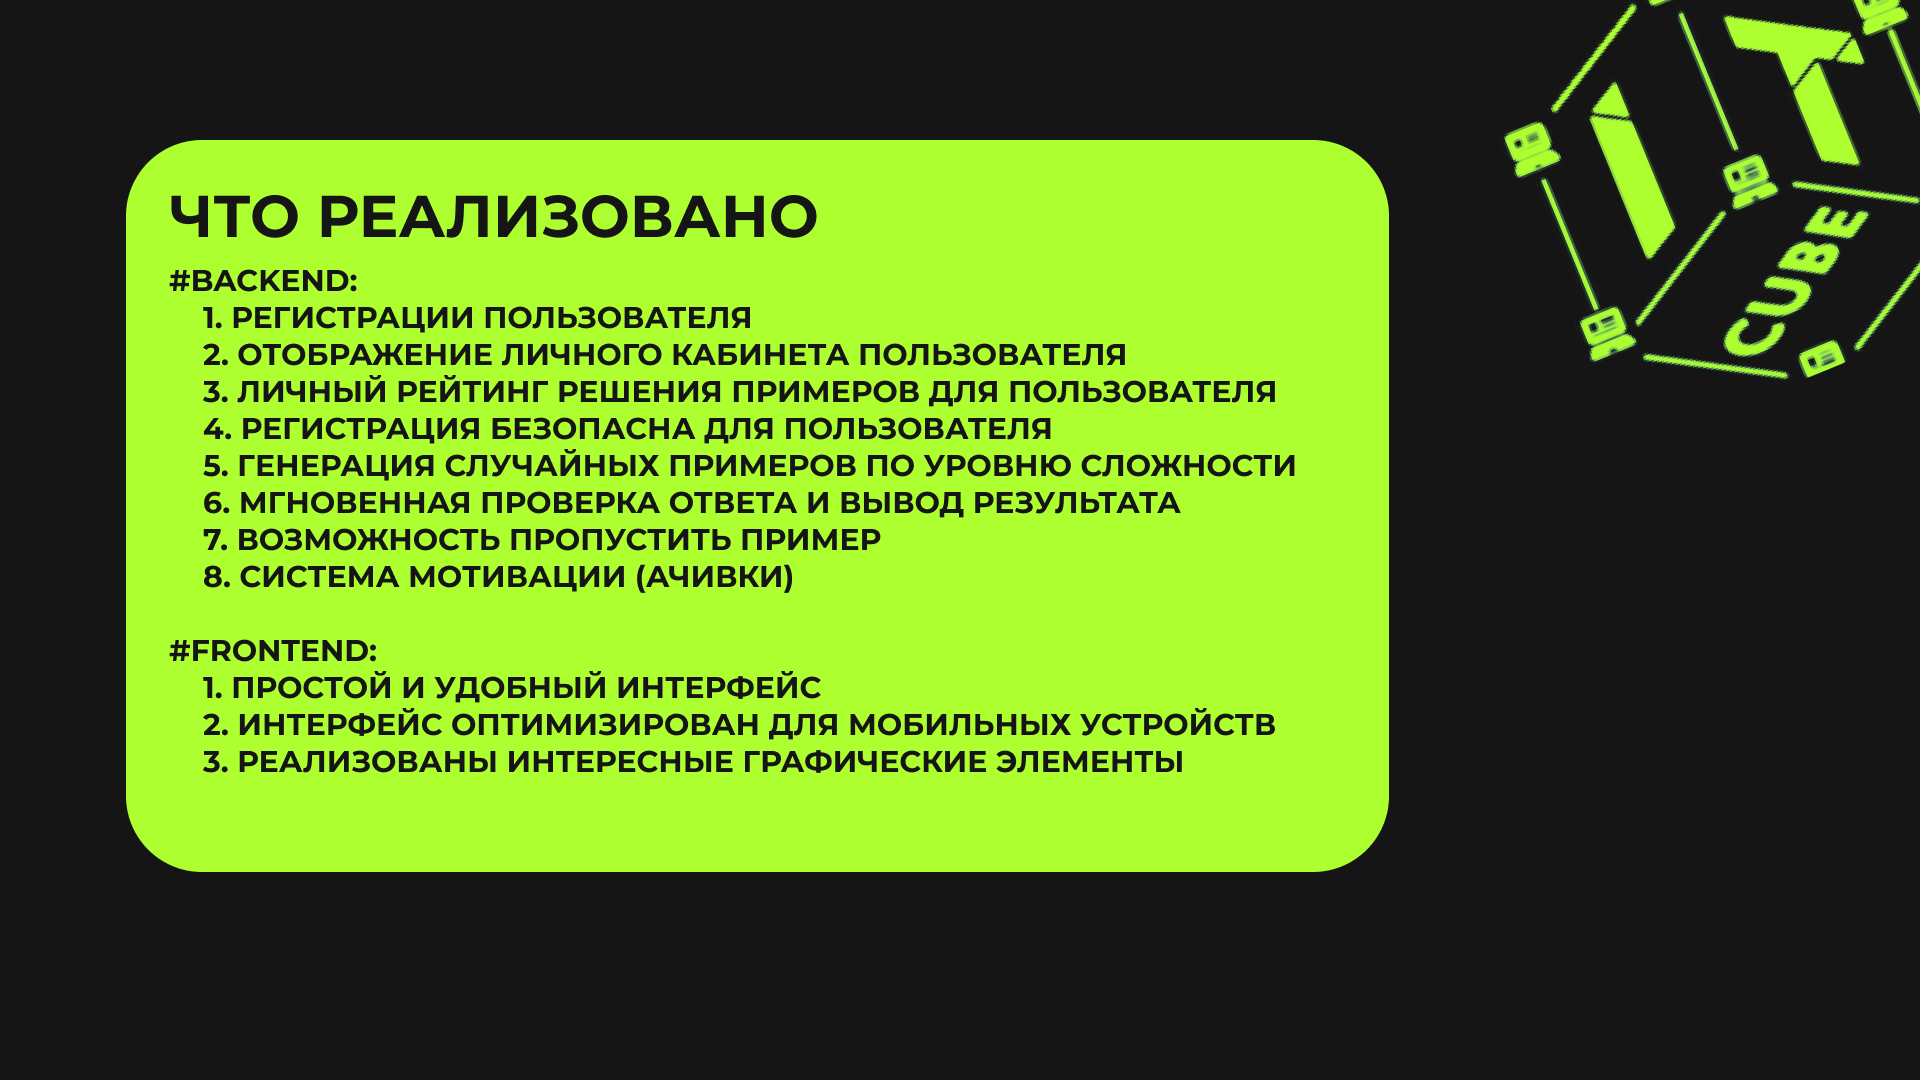 ЧТО РЕАЛИЗОВАНО
#BACKEND:
1. РЕГИСТРАЦИИ ПОЛЬЗОВАТЕЛЯ
2. ОТОБРАЖЕНИЕ ЛИЧНОГО КАБИНЕТА ПОЛЬЗОВАТЕЛЯ
3. ЛИЧНЫЙ РЕЙТИНГ РЕШЕНИЯ ПРИМЕРОВ ДЛЯ ПОЛЬЗОВАТЕЛЯ
4. РЕГИСТРАЦИЯ БЕЗОПАСНА ДЛЯ ПОЛЬЗОВАТЕЛЯ
5. ГЕНЕРАЦИЯ СЛУЧАЙНЫХ ПРИМЕРОВ ПО УРОВНЮ СЛОЖНОСТИ
6. МГНОВЕННАЯ ПРОВЕРКА ОТВЕТА И ВЫВОД РЕЗУЛЬТАТА
7. ВОЗМОЖНОСТЬ ПРОПУСТИТЬ ПРИМЕР
8. СИСТЕМА МОТИВАЦИИ (АЧИВКИ)
#FRONTEND:
1. ПРОСТОЙ И УДОБНЫЙ ИНТЕРФЕЙС
2. ИНТЕРФЕЙС ОПТИМИЗИРОВАН ДЛЯ МОБИЛЬНЫХ УСТРОЙСТВ
3. РЕАЛИЗОВАНЫ ИНТЕРЕСНЫЕ ГРАФИЧЕСКИЕ ЭЛЕМЕНТЫ
IT
CUBE